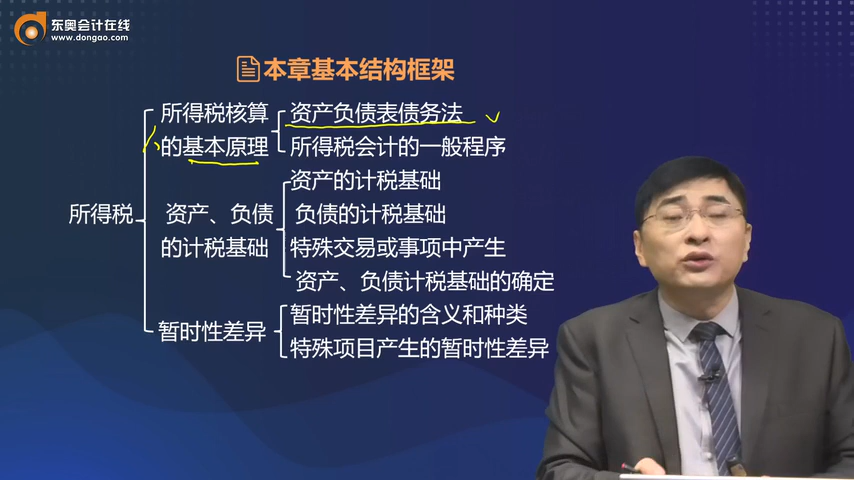 东奥会计在线
www.dongao.com
本章基本结构框架
所得税核算
的基本原理
资产负债表债务法
所得税会计的一般程序
所得税
资产、负债
的计税基础
资产的计税基础
负债的计税基础
特殊交易或事项中产生
资产、负债计税基础的确定
暂时性差异
暂时性差异的含义和种类
特殊项目产生的暂时性差异